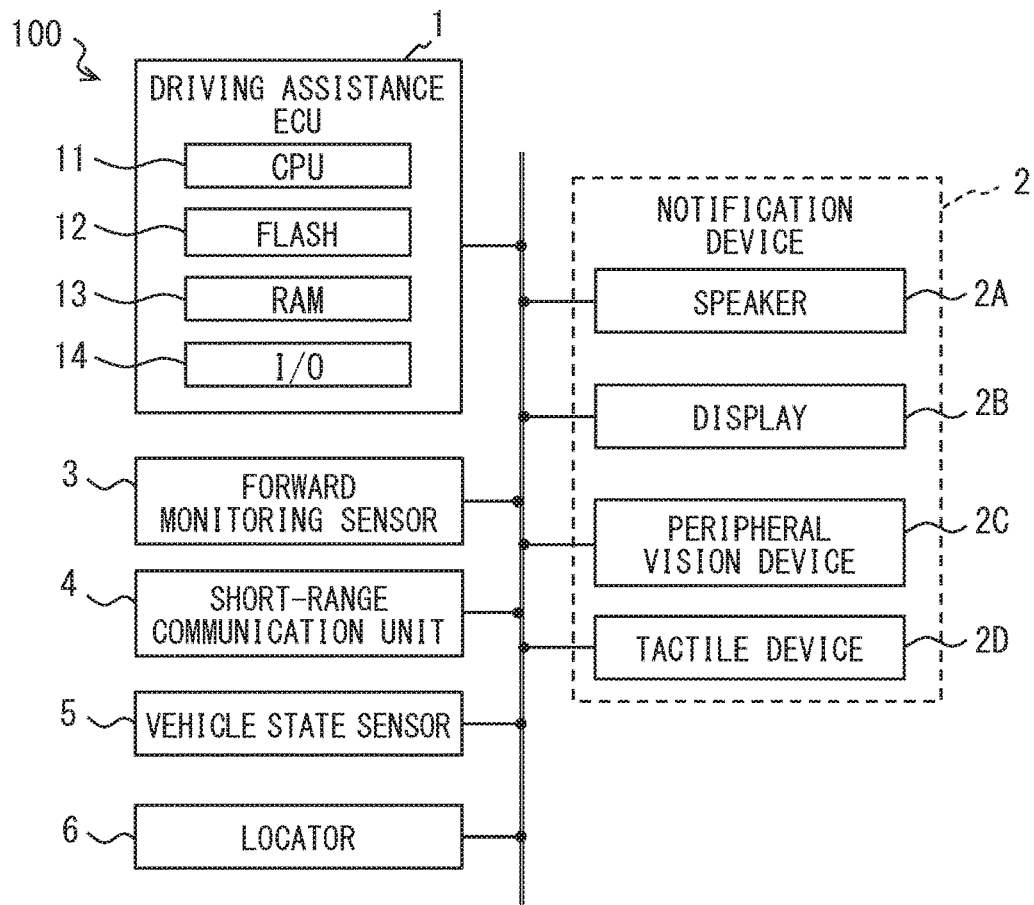 100
1
DRIVING ASSISTANCE
ECU
11
CPU
12
FLASH
13
RAM
14
I/O
2
NOTIFICATION
DEVICE
SPEAKER
2A
DISPLAY
2B
PERIPHERAL
VISION DEVICE
2C
TACTILE DEVICE
2D
3
FORWARD
MONITORING SENSOR
4
SHORT-RANGE
COMMUNICATION UNIT
5
VEHICLE STATE SENSOR
6
LOCATOR